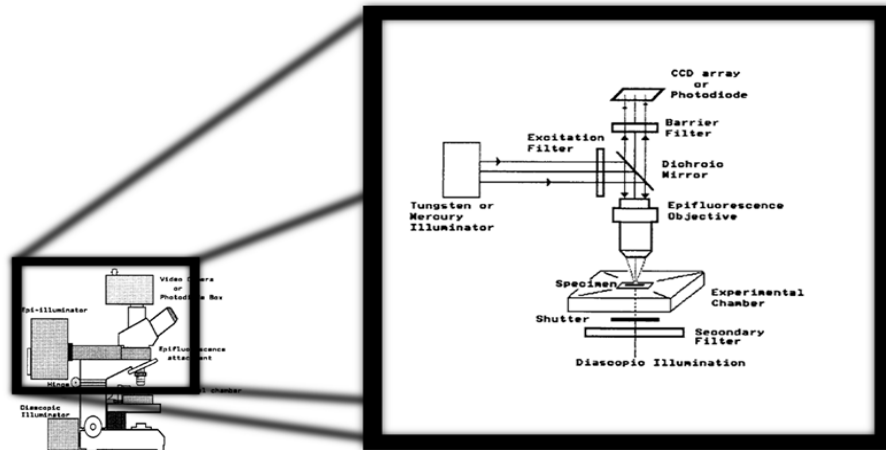 CCD array
or
Photodiode
Barrier
Filter
Excitation
Filter
Dichroic
Mirror
Tungsten or
Mercury
Illuminator
Epifluorescence
Objective
Specimen
Experimental
Chamber
Shutter
Secondary
Filter
Diascopic Illumination
Video Camera
or
Photodiode Box
Epi-illuminator
Epifluorescence
attachment
Hinge
chamber
Diascopic
Illuminator